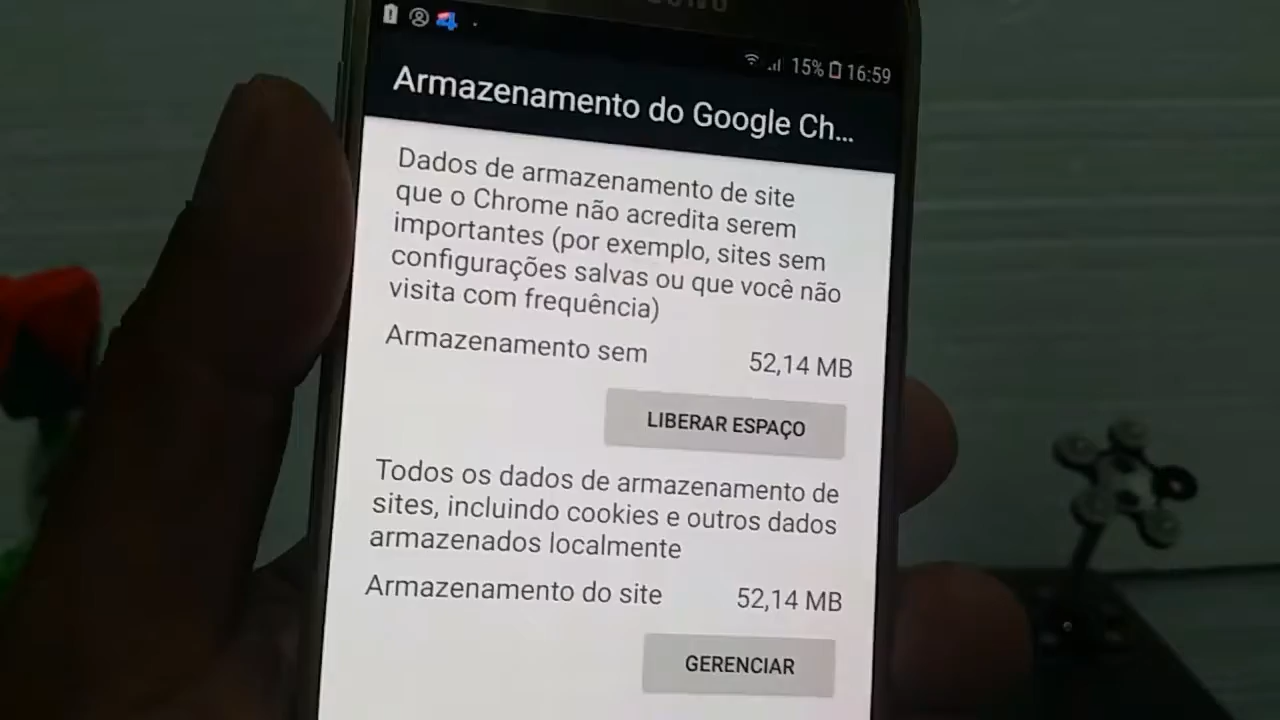 15% 16:59
Armazenamento do Google Ch...
Dados de armazenamento de site
que o Chrome não acredita serem
importantes (por exemplo, sites sem
configurações salvas ou que você não
visita com frequência)
Armazenamento sem 52,14 MB
LIBERAR ESPAÇO
Todos os dados de armazenamento de
sites, incluindo cookies e outros dados
armazenados localmente
Armazenamento do site 52,14 MB
GERENCIAR